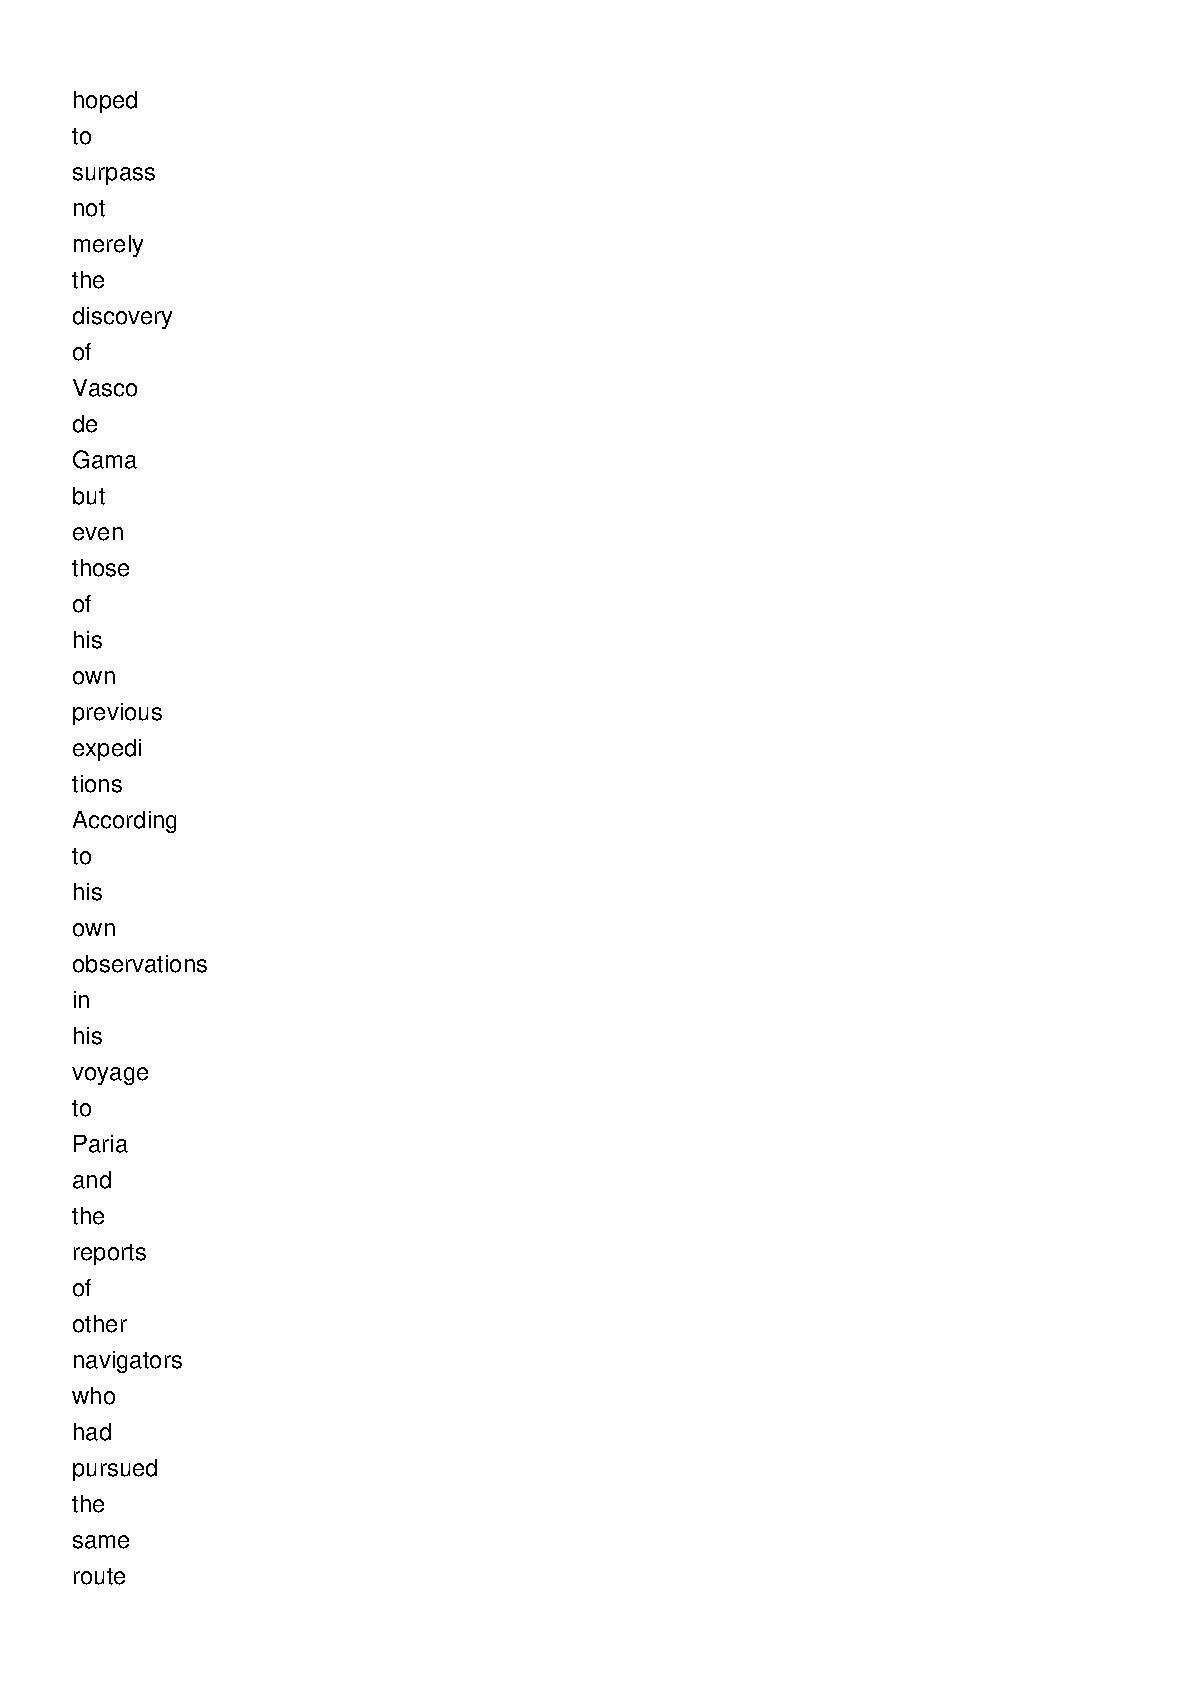 hoped
to
surpass
not
merely
the
discovery
of
Vasco
de
Gama
but
even
those
of
his
own
previous
expedi
tions
According
to
his
own
observations
in
his
voyage
to
Paria
and
the
reports
of
other
navigators
who
had
pursued
the
same
route